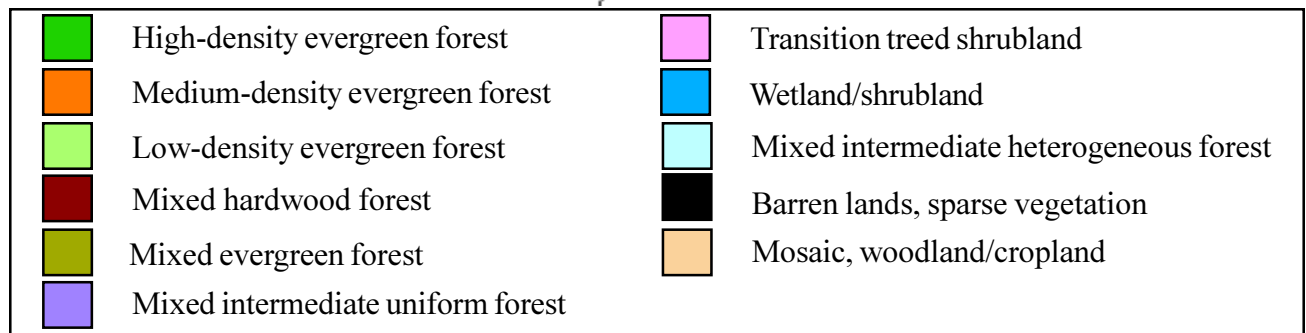 High-density evergreen forest
Medium-density evergreen forest
Low-density evergreen forest
Mixed hardwood forest
Mixed evergreen forest
Mixed intermediate uniform forest
Transition treed shrubland
Wetland/shrubland
Mixed intermediate heterogeneous forest
Barren lands, sparse vegetation
Mosaic, woodland/cropland